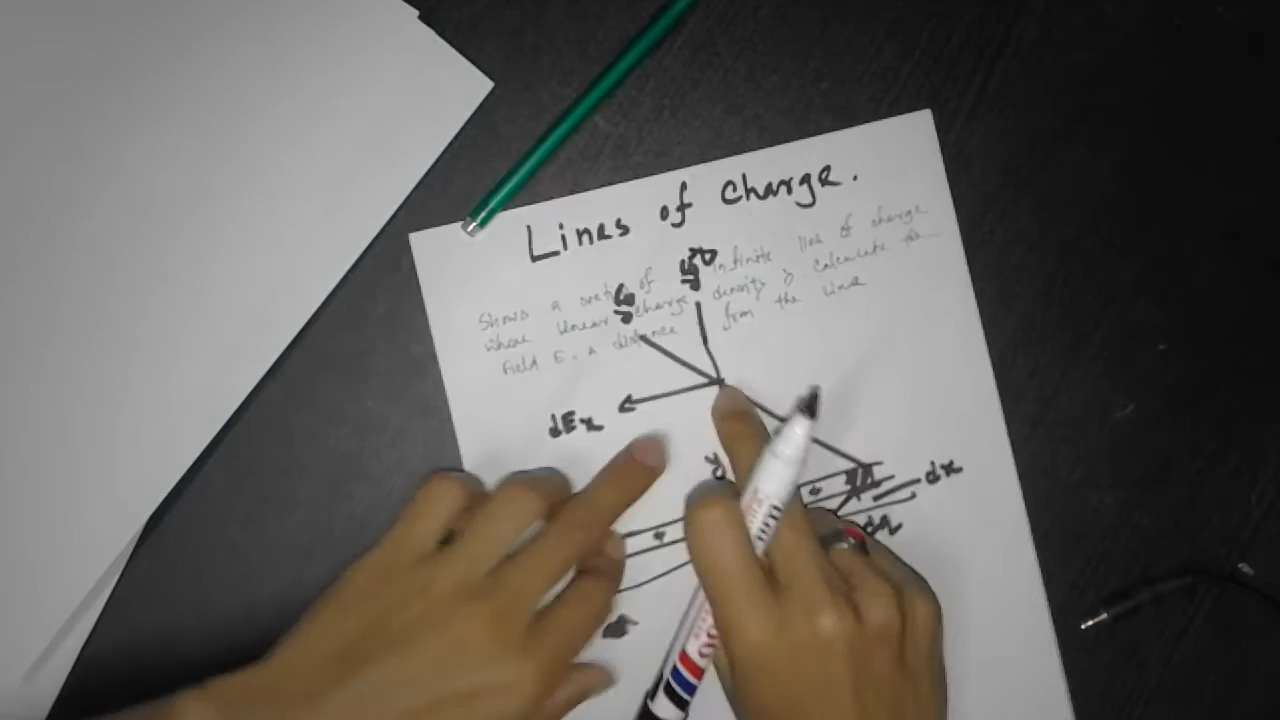 Lines of Charge.
Shows a of infinite line of charge
whose linear charge density & calculate the
Field E, a distance from the line
dEx
y
+
dx
dq
+